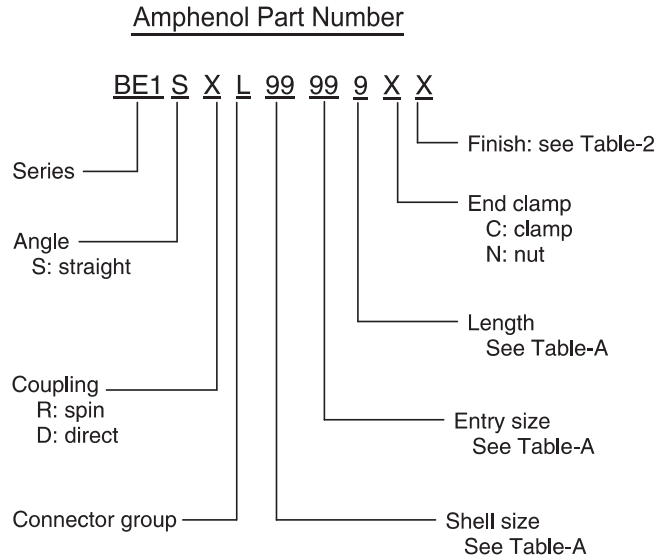 Amphenol Part Number
BE1 S X L 99 99 9 X X
Finish: see Table-2
Series
End clamp
C: clamp
N: nut
Angle
S: straight
Length
See Table-A
Coupling
R: spin
D: direct
Entry size
See Table-A
Connector group
Shell size
See Table-A